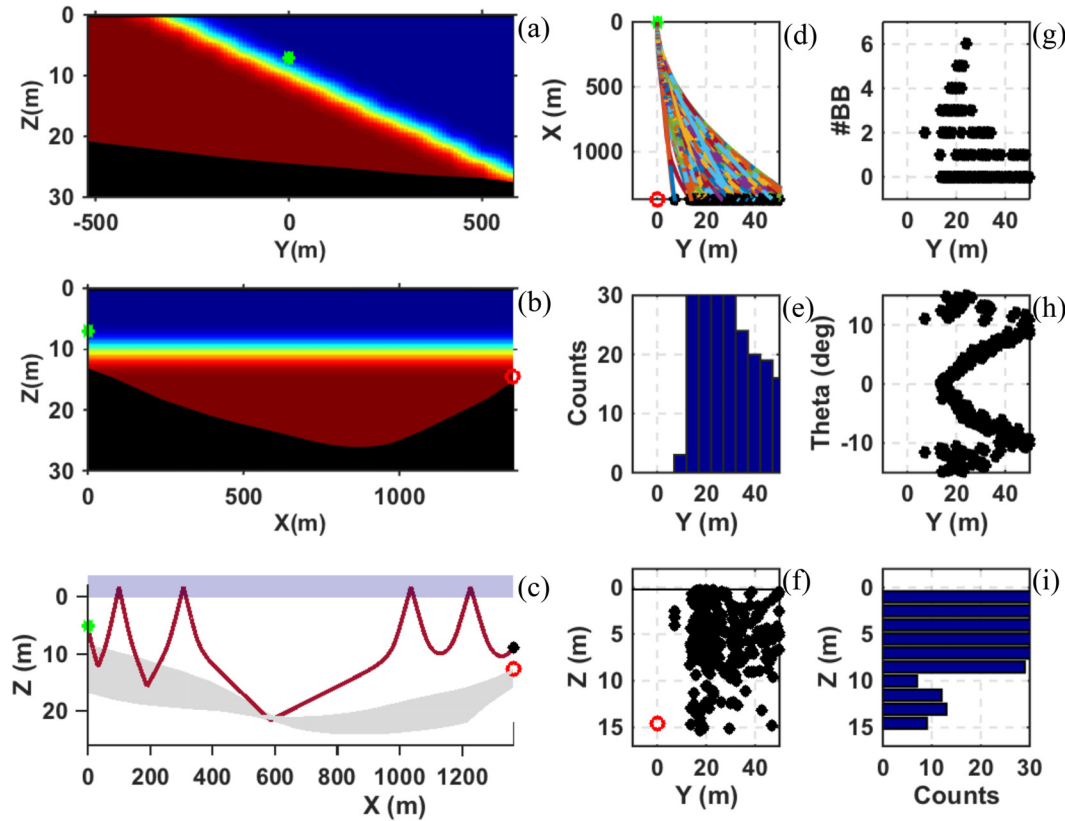 (a)
0
10
20
30
Z(m)
-500
0
500
Y(m)
(b)
0
10
20
30
Z(m)
0
500
1000
X(m)
(c)
0
10
20
Z (m)
0
200
400
600
800
1000
1200
X (m)
(d)
0
500
1000
X (m)
0
20
40
Y (m)
(e)
30
20
10
0
Counts
0
20
40
Y (m)
(f)
0
5
10
15
Z (m)
0
20
40
Y (m)
(g)
6
4
2
0
#BB
0
20
40
Y (m)
(h)
10
0
-10
Theta (deg)
0
20
40
Y (m)
(i)
0
5
10
15
Z (m)
0
10
20
30
Counts